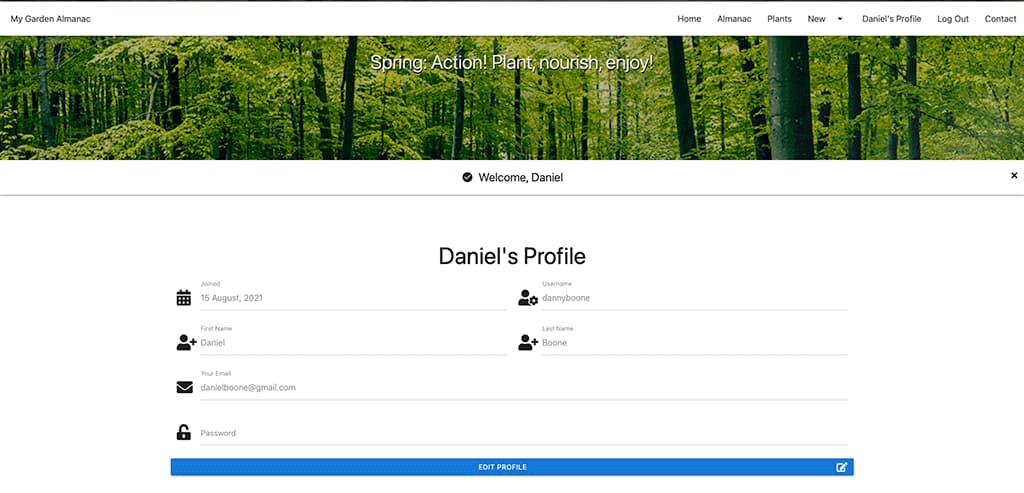 My Garden Almanac Home Almanac Plants New Daniel's Profile Log Out Contact
Spring: Action! Plant, nourish, enjoy!
Welcome, Daniel
Daniel's Profile
Joined
15 August, 2021
Username
dannyboone
First Name
Daniel
Last Name
Boone
Your Email
danielboone@gmail.com
Password
EDIT PROFILE